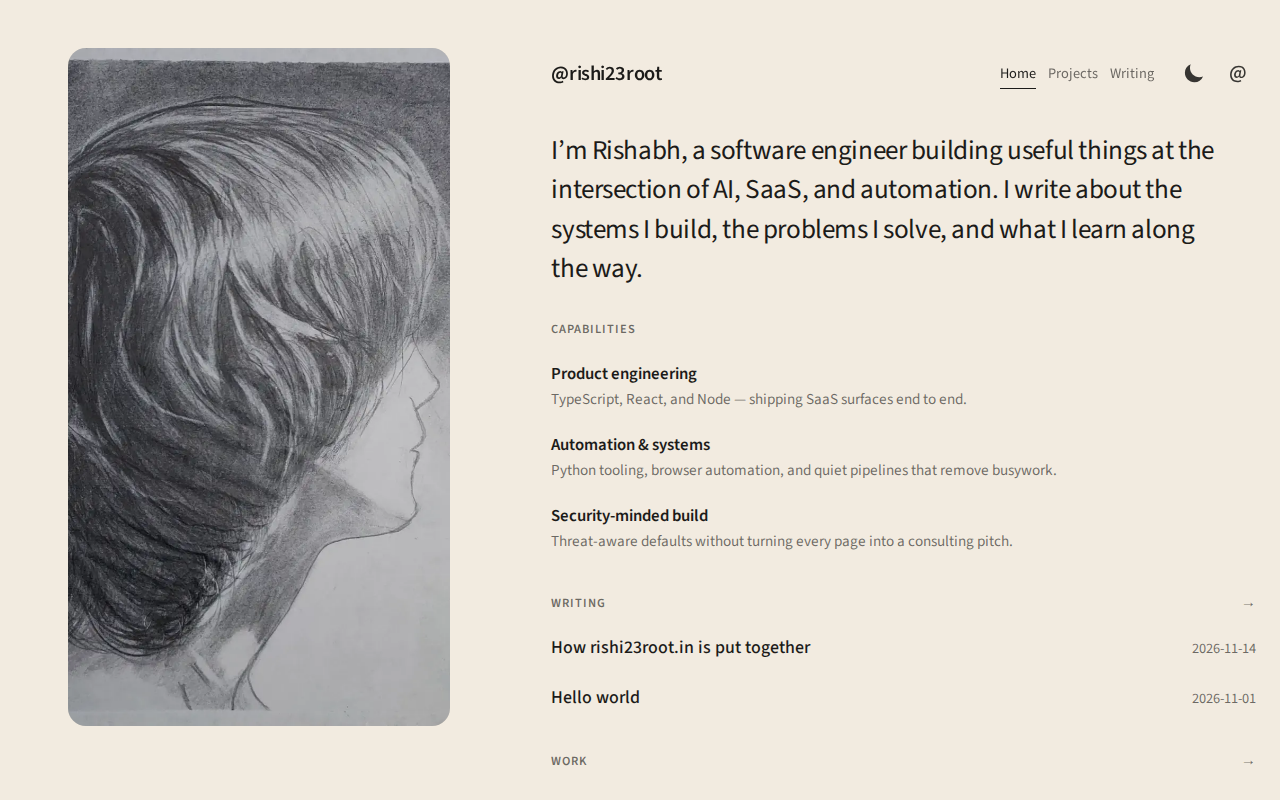 @rishi23root
Home Projects Writing @
I’m Rishabh, a software engineer building useful things at the
intersection of AI, SaaS, and automation. I write about the
systems I build, the problems I solve, and what I learn along
the way.
CAPABILITIES
Product engineering
TypeScript, React, and Node — shipping SaaS surfaces end to end.
Automation & systems
Python tooling, browser automation, and quiet pipelines that remove busywork.
Security-minded build
Threat-aware defaults without turning every page into a consulting pitch.
WRITING →
How rishi23root.in is put together 2026-11-14
Hello world 2026-11-01
WORK →